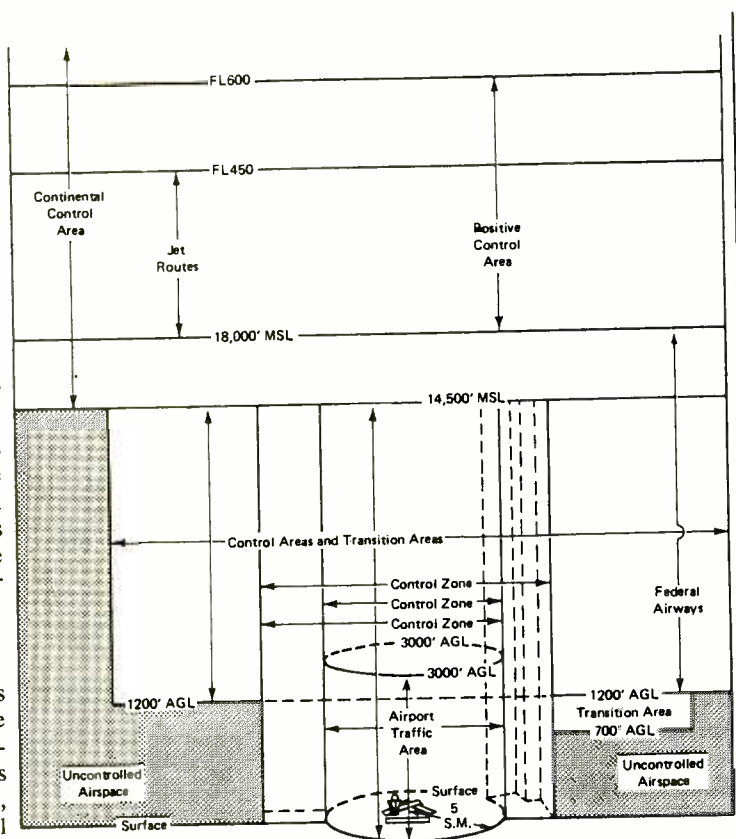 FL600
FL450
Continental
Control
Area
Jet
Routes
Positive
Control
Area
18,000' MSL
14,500' MSL
Control Areas and Transition Areas
Control Zone
Control Zone
Control Zone
Federal
Airways
3000' AGL
3000' AGL
1200' AGL
1200' AGL
Transition Area
700' AGL
Airport
Traffic
Area
Uncontrolled
Airspace
Uncontrolled
Airspace
Surface
5
S.M.
Surface